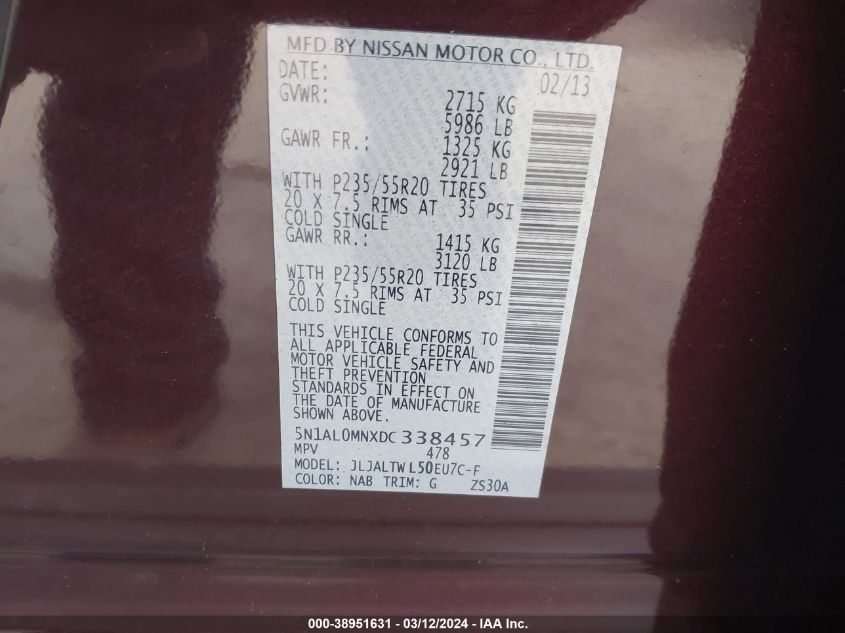 MFD BY NISSAN MOTOR CO., LTD.
DATE: 02/13
GVWR: 2715 KG
5986 LB
GAWR FR.: 1325 KG
2921 LB
WITH P235/55R20 TIRES
20 X 7.5 RIMS AT 35 PSI
COLD SINGLE
GAWR RR.: 1415 KG
3120 LB
WITH P235/55R20 TIRES
20 X 7.5 RIMS AT 35 PSI
COLD SINGLE
THIS VEHICLE CONFORMS TO
ALL APPLICABLE FEDERAL
MOTOR VEHICLE SAFETY AND
THEFT PREVENTION
STANDARDS IN EFFECT ON
THE DATE OF MANUFACTURE
SHOWN ABOVE.
5N1AL0MNXDC338457
MPV 478
MODEL: JLJALTWL50EU7C-F
COLOR: NAB TRIM: G ZS30A
000-38951631 - 03/12/2024 - IAA Inc.